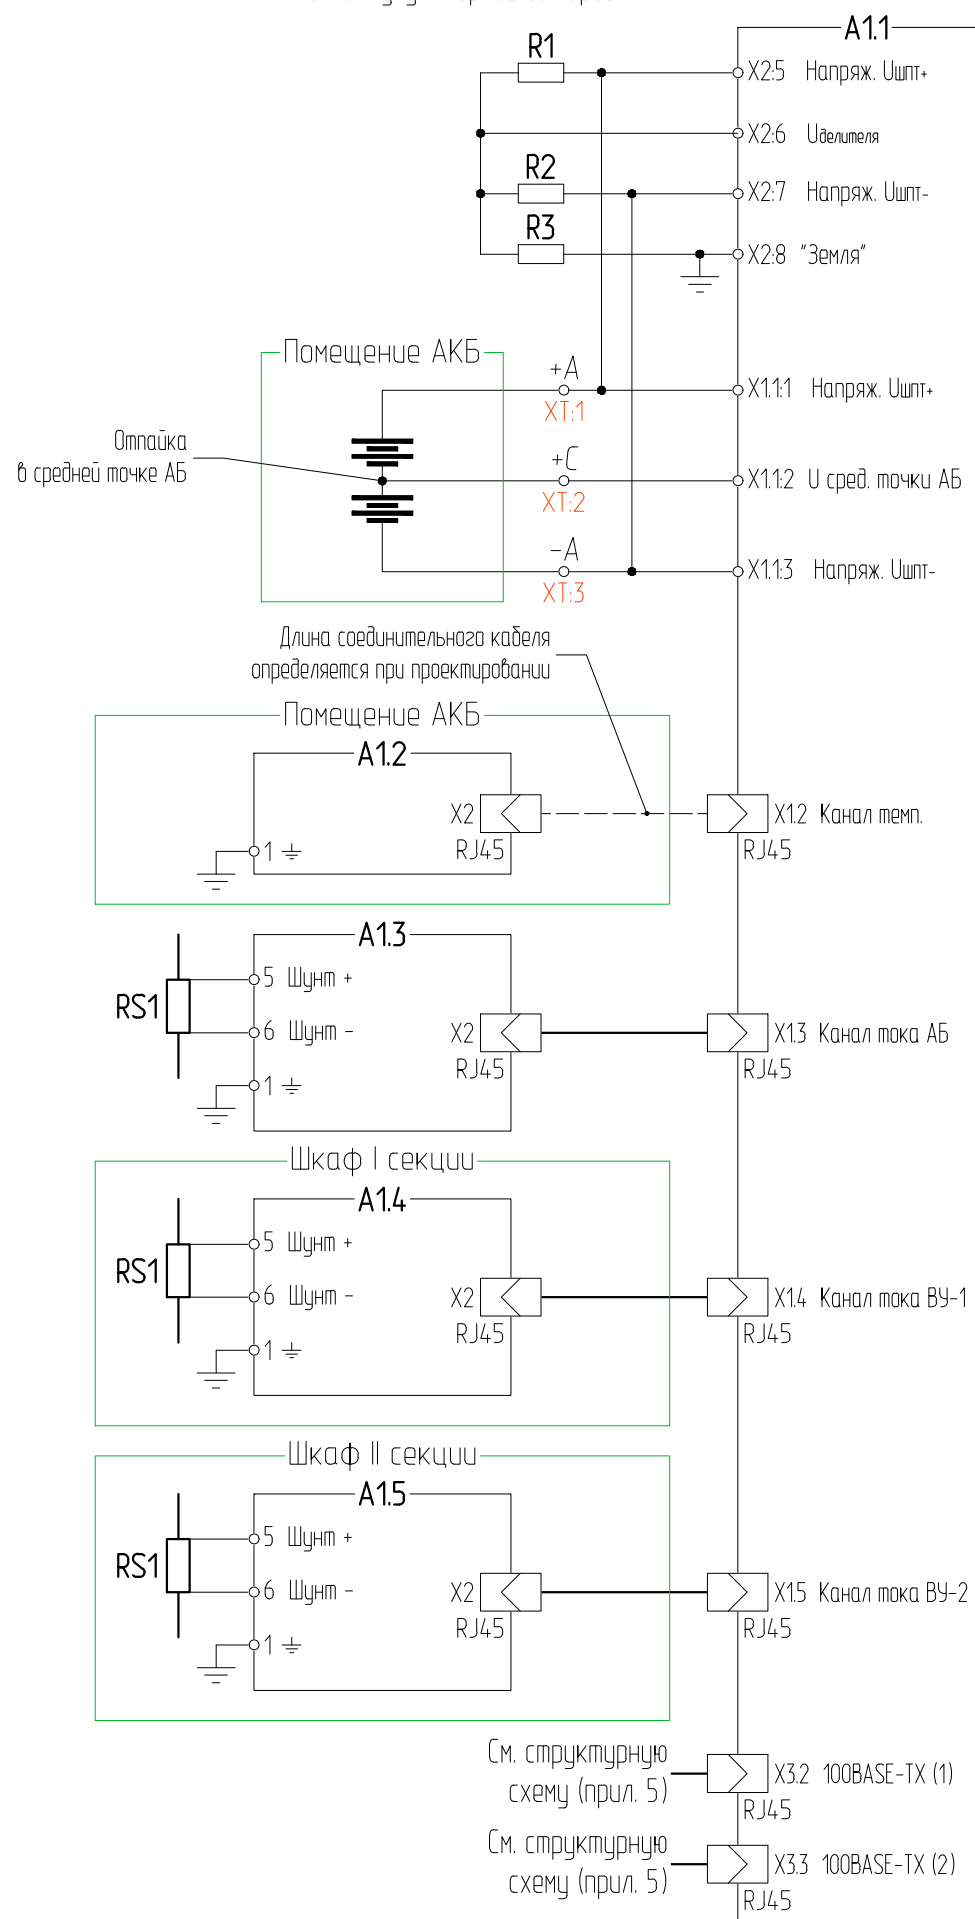 A1.1
R1
X2:5 Напряж. Uшпт+
X2:6 Uделителя
R2
X2:7 Напряж. Uшпт-
R3
X2:8 "Земля"
Помещение АКБ
+A
XT:1
X1.1:1 Напряж. Uшпт+
Отпайка
в средней точке АБ
+C
XT:2
X1.1:2 U сред. точки АБ
-A
XT:3
X1.1:3 Напряж. Uшпт-
Длина соединительного кабеля
определяется при проектировании
Помещение АКБ
A1.2
X2
RJ45
1
X1.2 Канал темп.
RJ45
A1.3
RS1
5 Шунт +
6 Шунт -
1
X2
RJ45
X1.3 Канал тока АБ
RJ45
Шкаф I секции
A1.4
RS1
5 Шунт +
6 Шунт -
1
X2
RJ45
X1.4 Канал тока ВУ-1
RJ45
Шкаф II секции
A1.5
RS1
5 Шунт +
6 Шунт -
1
X2
RJ45
X1.5 Канал тока ВУ-2
RJ45
См. структурную
схему (прил. 5)
X3.2 100BASE-TX (1)
RJ45
См. структурную
схему (прил. 5)
X3.3 100BASE-TX (2)
RJ45